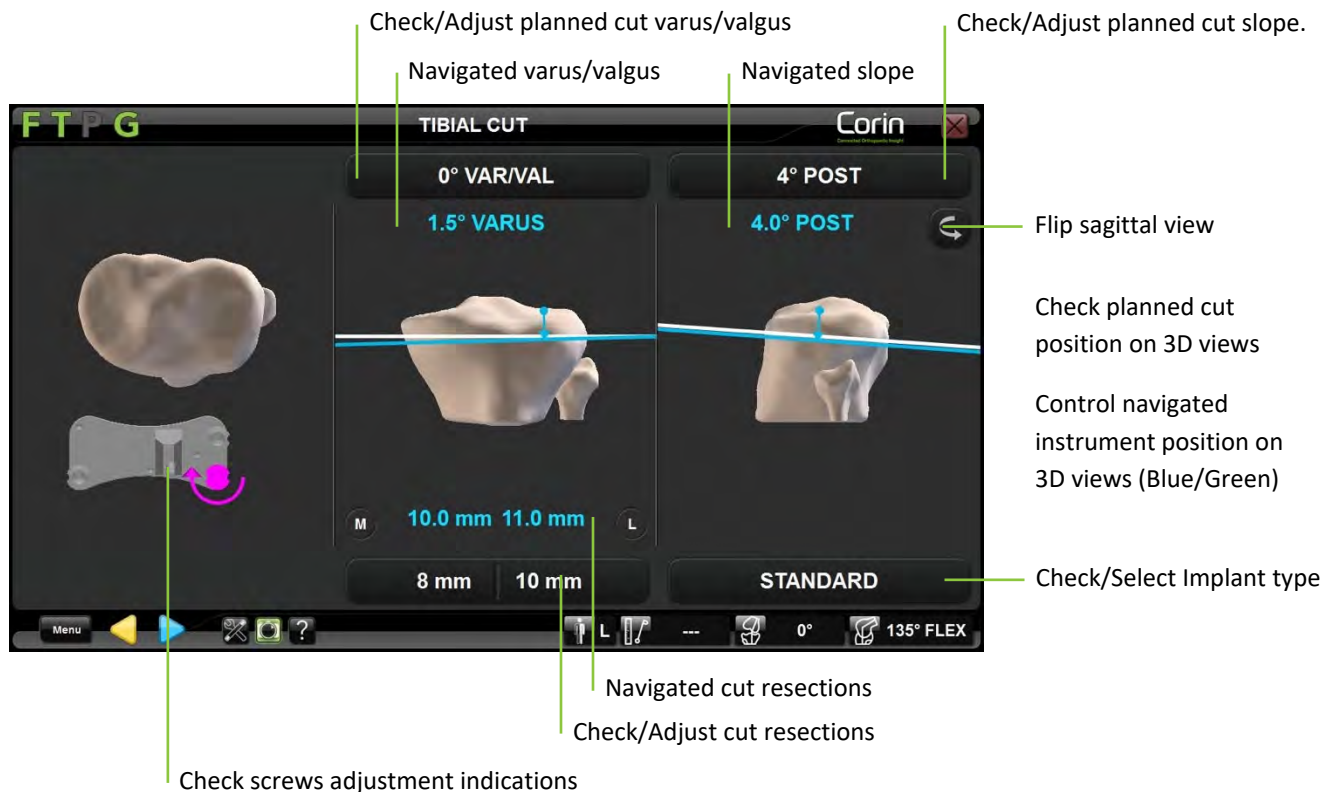 Check/Adjust planned cut varus/valgus
Check/Adjust planned cut slope.
Navigated varus/valgus
Navigated slope
F T P G
TIBIAL CUT
Corin
Connected Orthopaedic Insight
0° VAR/VAL
4° POST
1.5° VARUS
4.0° POST
Flip sagittal view
Check planned cut
position on 3D views
Control navigated
instrument position on
3D views (Blue/Green)
M
10.0 mm 11.0 mm
L
8 mm
10 mm
STANDARD
Check/Select Implant type
Menu
?
L
---
0°
135° FLEX
Navigated cut resections
Check/Adjust cut resections
Check screws adjustment indications